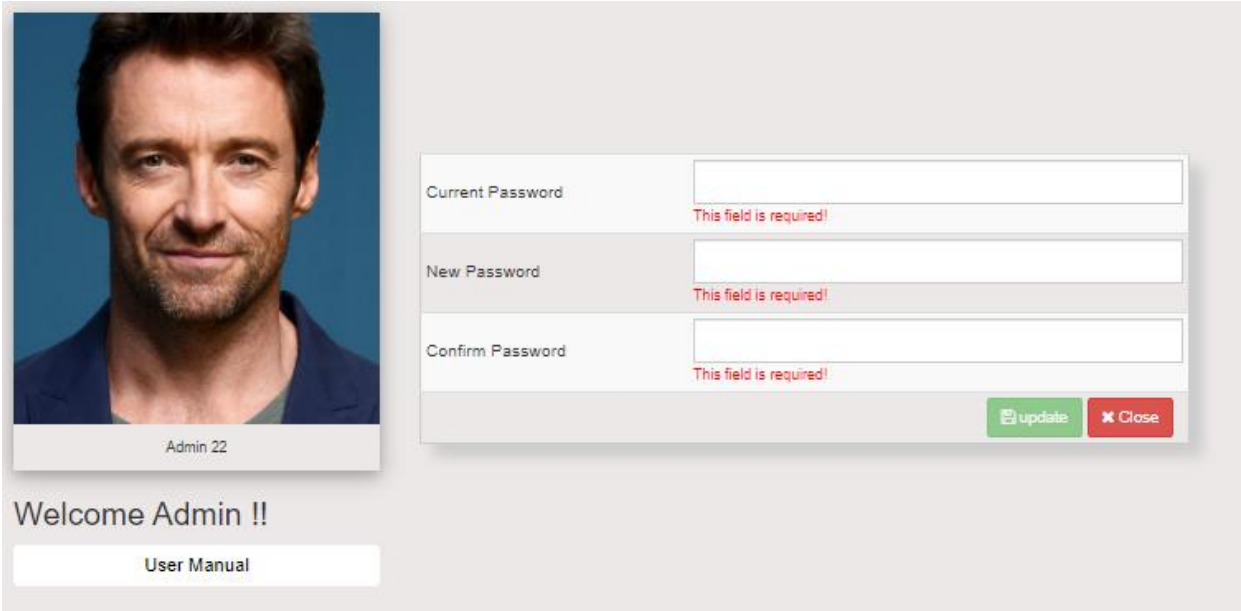 Current Password
This field is required!
New Password
This field is required!
Confirm Password
This field is required!
update
Close
Admin 22
Welcome Admin !!
User Manual